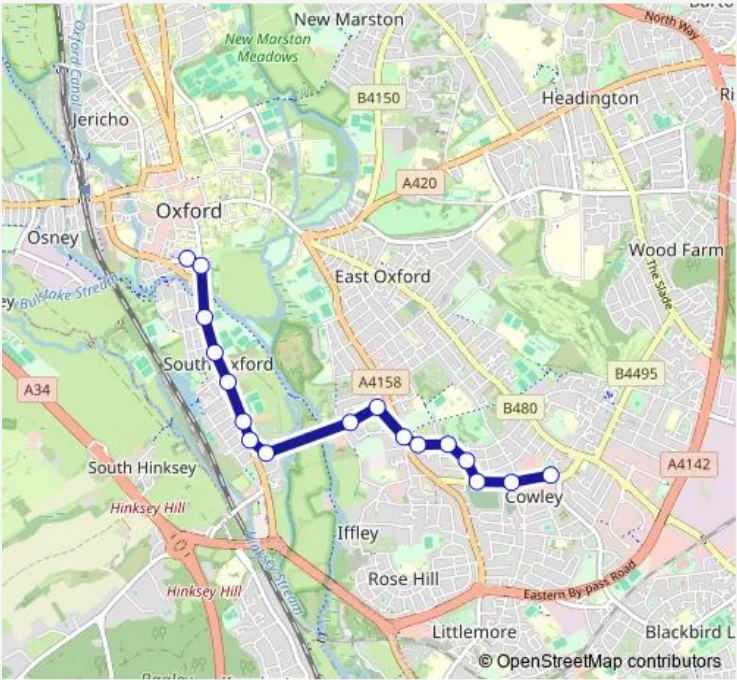 New Marston
North Way
Oxford Canal
New Marston
Meadows
B4150
Headington
Ri
Jericho
A420
Oxford
Osney
Wood Farm
East Oxford
The Slade
ey
Bulstake Stream
South Oxford
A4158
B4495
A34
B480
South Hinksey
A4142
Cowley
Hinksey Hill
Iffley
Hinksey Stream
Rose Hill
Hinksey Hill
Eastern By-pass Road
Littlemore
Blackbird L
© OpenStreetMap contributors